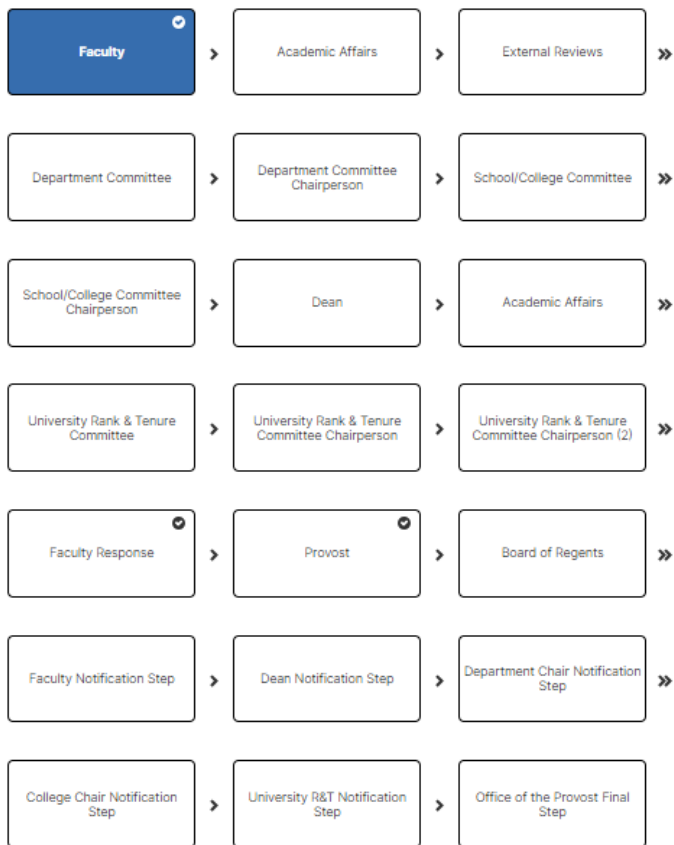 Faculty
Academic Affairs
External Reviews
Department Committee
Department Committee
Chairperson
School/College Committee
School/College Committee
Chairperson
Dean
Academic Affairs
University Rank & Tenure
Committee
University Rank & Tenure
Committee Chairperson
University Rank & Tenure
Committee Chairperson (2)
Faculty Response
Provost
Board of Regents
Faculty Notification Step
Dean Notification Step
Department Chair Notification
Step
College Chair Notification
Step
University R&T Notification
Step
Office of the Provost Final
Step